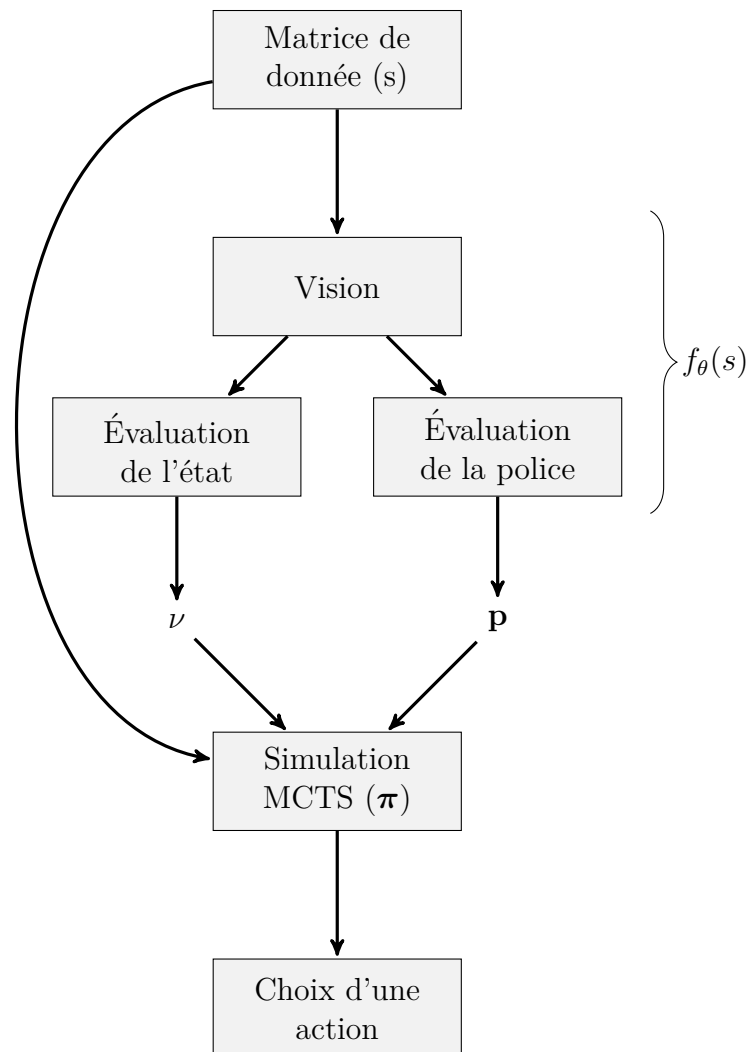 Matrice de
donnée (s)
Vision
f_θ(s)
Évaluation
de l'état
Évaluation
de la police
ν
p
Simulation
MCTS (π)
Choix d'une
action